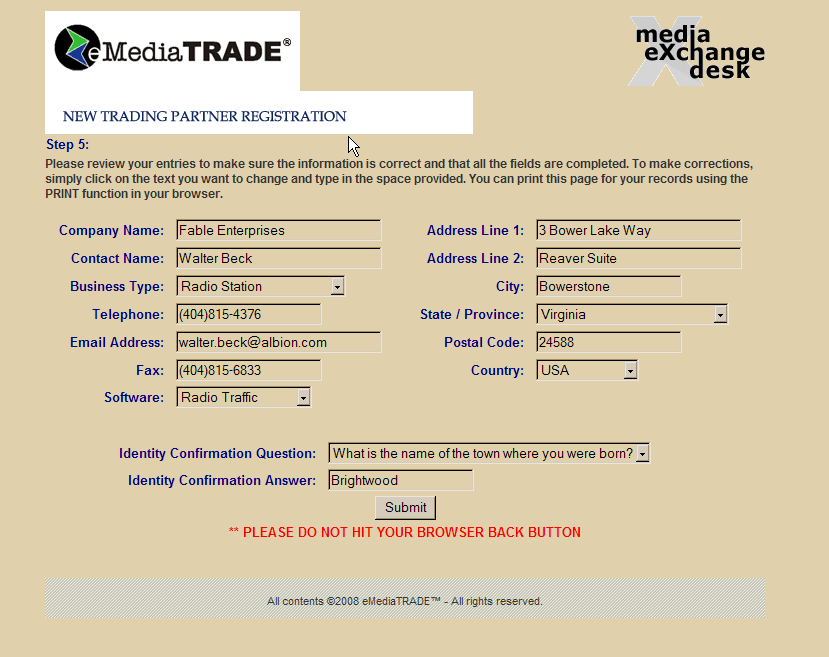 eMediaTRADE®
media
eXchange
desk
NEW TRADING PARTNER REGISTRATION
Step 5:
Please review your entries to make sure the information is correct and that all the fields are completed. To make corrections,
simply click on the text you want to change and type in the space provided. You can print this page for your records using the
PRINT function in your browser.
Company Name: Fable Enterprises Address Line 1: 3 Bower Lake Way
Contact Name: Walter Beck Address Line 2: Reaver Suite
Business Type: Radio Station City: Bowerstone
Telephone: (404)815-4376 State / Province: Virginia
Email Address: walter.beck@albion.com Postal Code: 24588
Fax: (404)815-6833 Country: USA
Software: Radio Traffic
Identity Confirmation Question: What is the name of the town where you were born?
Identity Confirmation Answer: Brightwood
Submit
** PLEASE DO NOT HIT YOUR BROWSER BACK BUTTON
All contents ©2008 eMediaTRADE™ - All rights reserved.